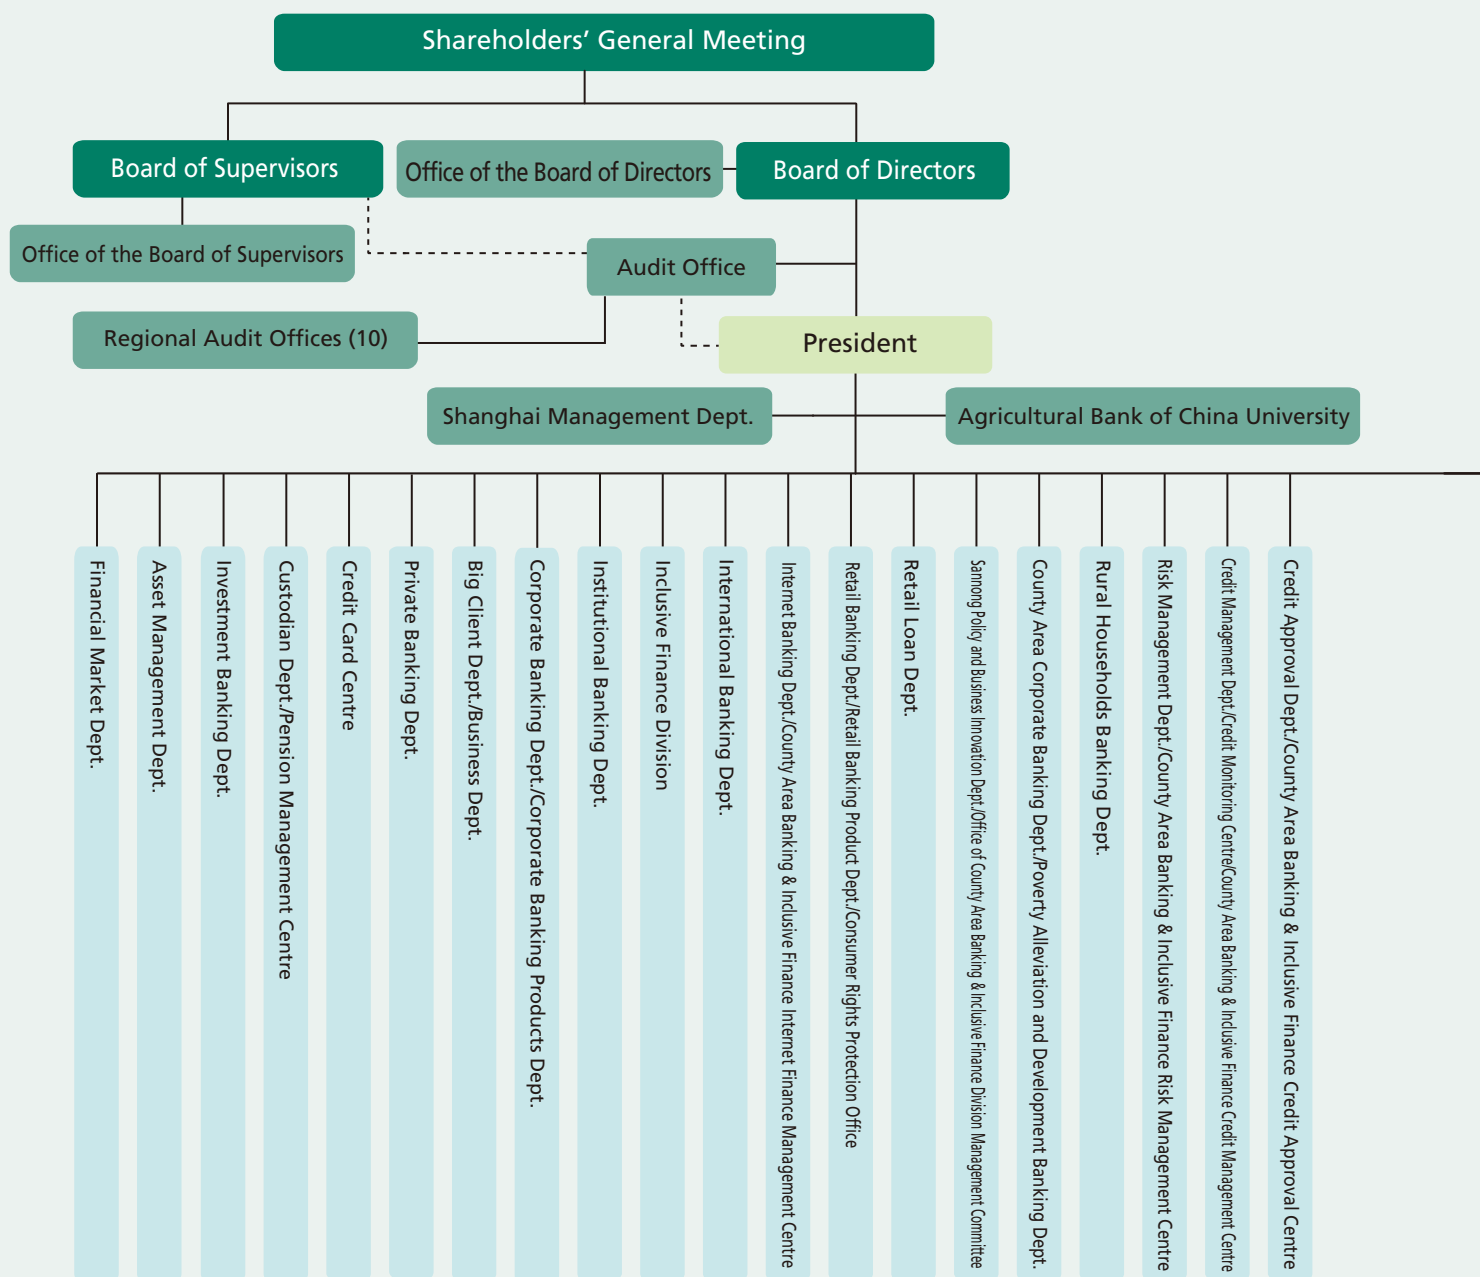 Shareholders’ General Meeting
Board of Supervisors
Office of the Board of Directors
Board of Directors
Office of the Board of Supervisors
Audit Office
Regional Audit Offices (10)
President
Shanghai Management Dept.
Agricultural Bank of China University
Financial Market Dept.
Asset Management Dept.
Investment Banking Dept.
Custodian Dept./Pension Management Centre
Credit Card Centre
Private Banking Dept.
Big Client Dept./Business Dept.
Corporate Banking Dept./Corporate Banking Products Dept.
Institutional Banking Dept.
Inclusive Finance Division
International Banking Dept.
Internet Banking Dept./County Area Banking & Inclusive Finance Internet Finance Management Centre
Retail Banking Dept./Retail Banking Product Dept./Consumer Rights Protection Office
Retail Loan Dept.
Sannong Policy and Business Innovation Dept./Office of County Area Banking & Inclusive Finance Division Management Committee
County Area Corporate Banking Dept./Poverty Alleviation and Development Banking Dept.
Rural Households Banking Dept.
Risk Management Dept./County Area Banking & Inclusive Finance Risk Management Centre
Credit Management Dept./Credit Monitoring Centre/County Area Banking & Inclusive Finance Credit Management Centre
Credit Approval Dept./County Area Banking & Inclusive Finance Credit Approval Centre